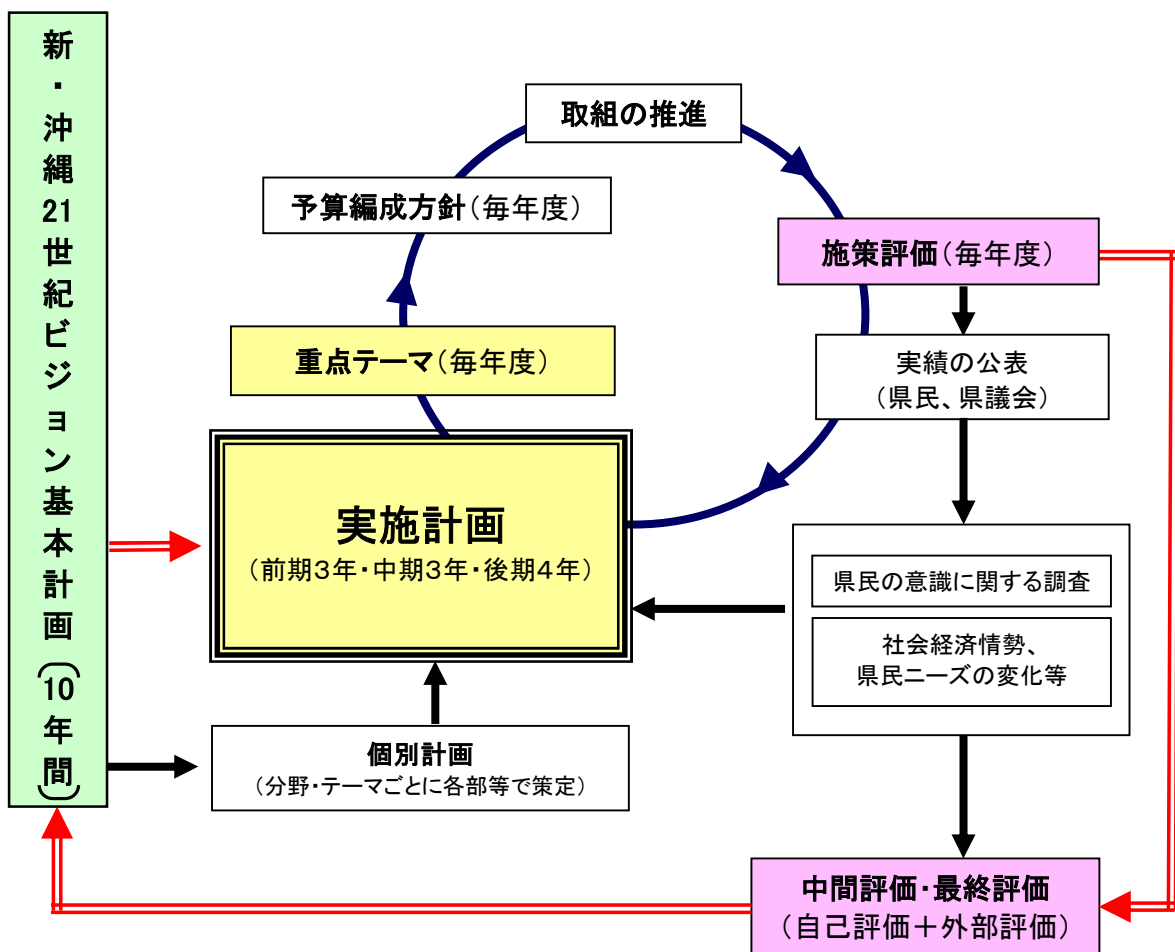 新・沖縄21世紀ビジョン基本計画(10年間)
取組の推進
予算編成方針(毎年度)
施策評価(毎年度)
重点テーマ(毎年度)
実績の公表
(県民、県議会)
実施計画
(前期3年・中期3年・後期4年)
県民の意識に関する調査
社会経済情勢、
県民ニーズの変化等
個別計画
(分野・テーマごとに各部等で策定)
中間評価・最終評価
(自己評価+外部評価)